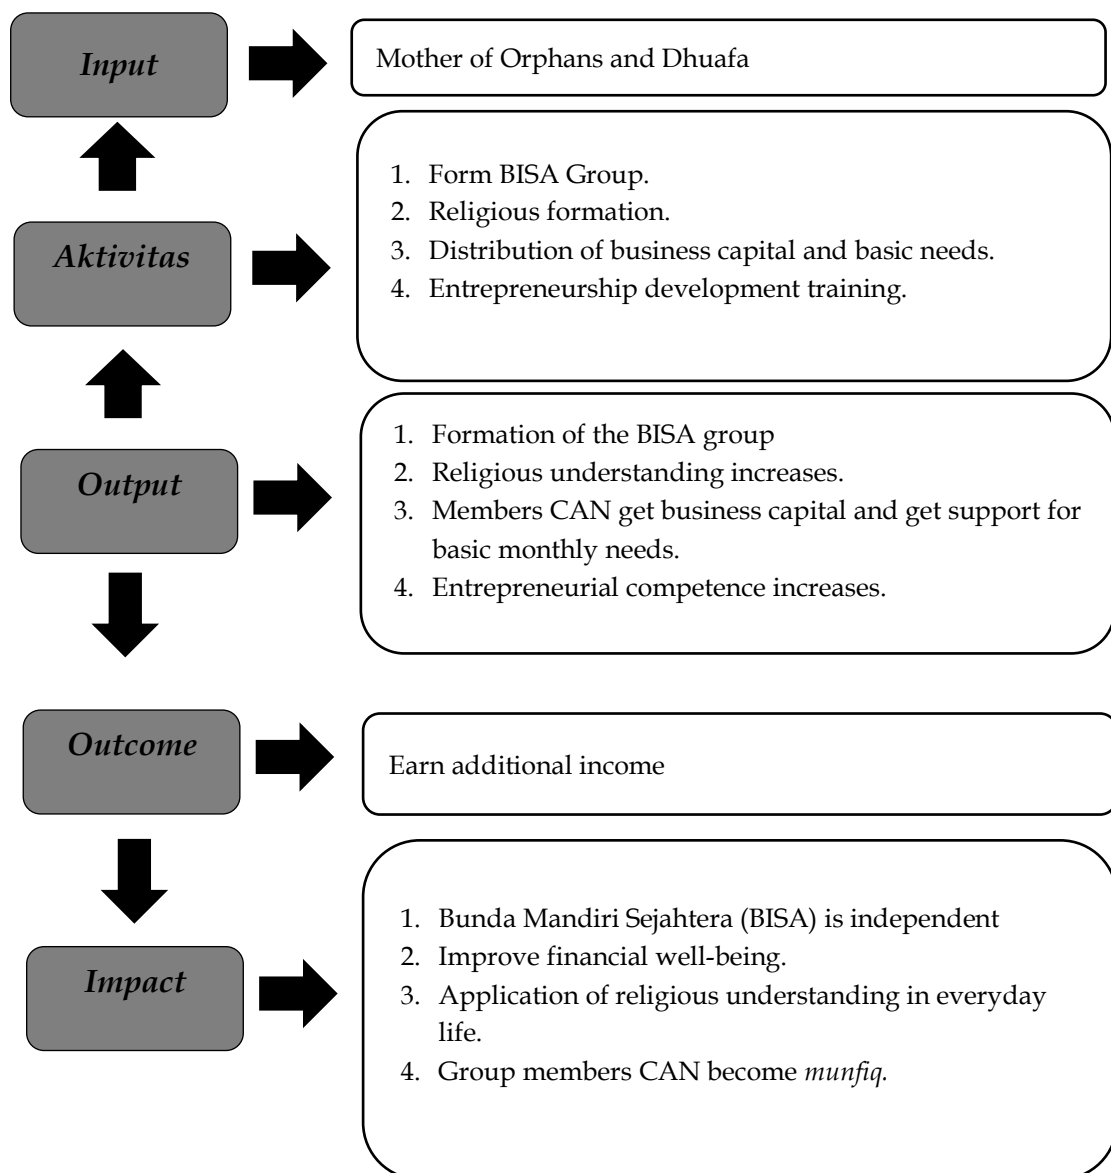 Input
Mother of Orphans and Dhuafa
Aktivitas
1. Form BISA Group.
2. Religious formation.
3. Distribution of business capital and basic needs.
4. Entrepreneurship development training.
Output
1. Formation of the BISA group
2. Religious understanding increases.
3. Members CAN get business capital and get support for
basic monthly needs.
4. Entrepreneurial competence increases.
Outcome
Earn additional income
Impact
1. Bunda Mandiri Sejahtera (BISA) is independent
2. Improve financial well-being.
3. Application of religious understanding in everyday
life.
4. Group members CAN become munfiq.